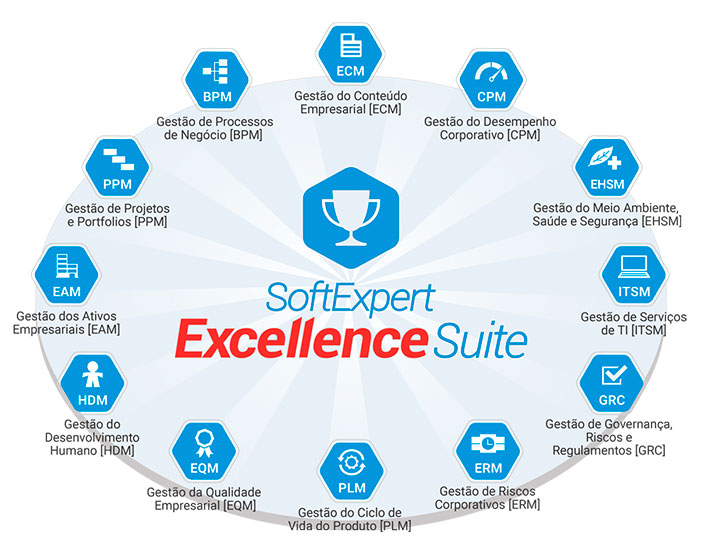 ECM
Gestão do Conteúdo
Empresarial [ECM]
CPM
Gestão do Desempenho
Corporativo [CPM]
EHSM
Gestão do Meio Ambiente,
Saúde e Segurança [EHSM]
ITSM
Gestão de Serviços
de TI [ITSM]
GRC
Gestão de Governança,
Riscos e
Regulamentos [GRC]
ERM
Gestão de Riscos
Corporativos [ERM]
PLM
Gestão do Ciclo de
Vida do Produto [PLM]
EQM
Gestão da Qualidade
Empresarial [EQM]
HDM
Gestão do
Desenvolvimento
Humano [HDM]
EAM
Gestão dos Ativos
Empresariais [EAM]
PPM
Gestão de Projetos
e Portfolios [PPM]
BPM
Gestão de Processos
de Negócio [BPM]
SoftExpert
Excellence Suite